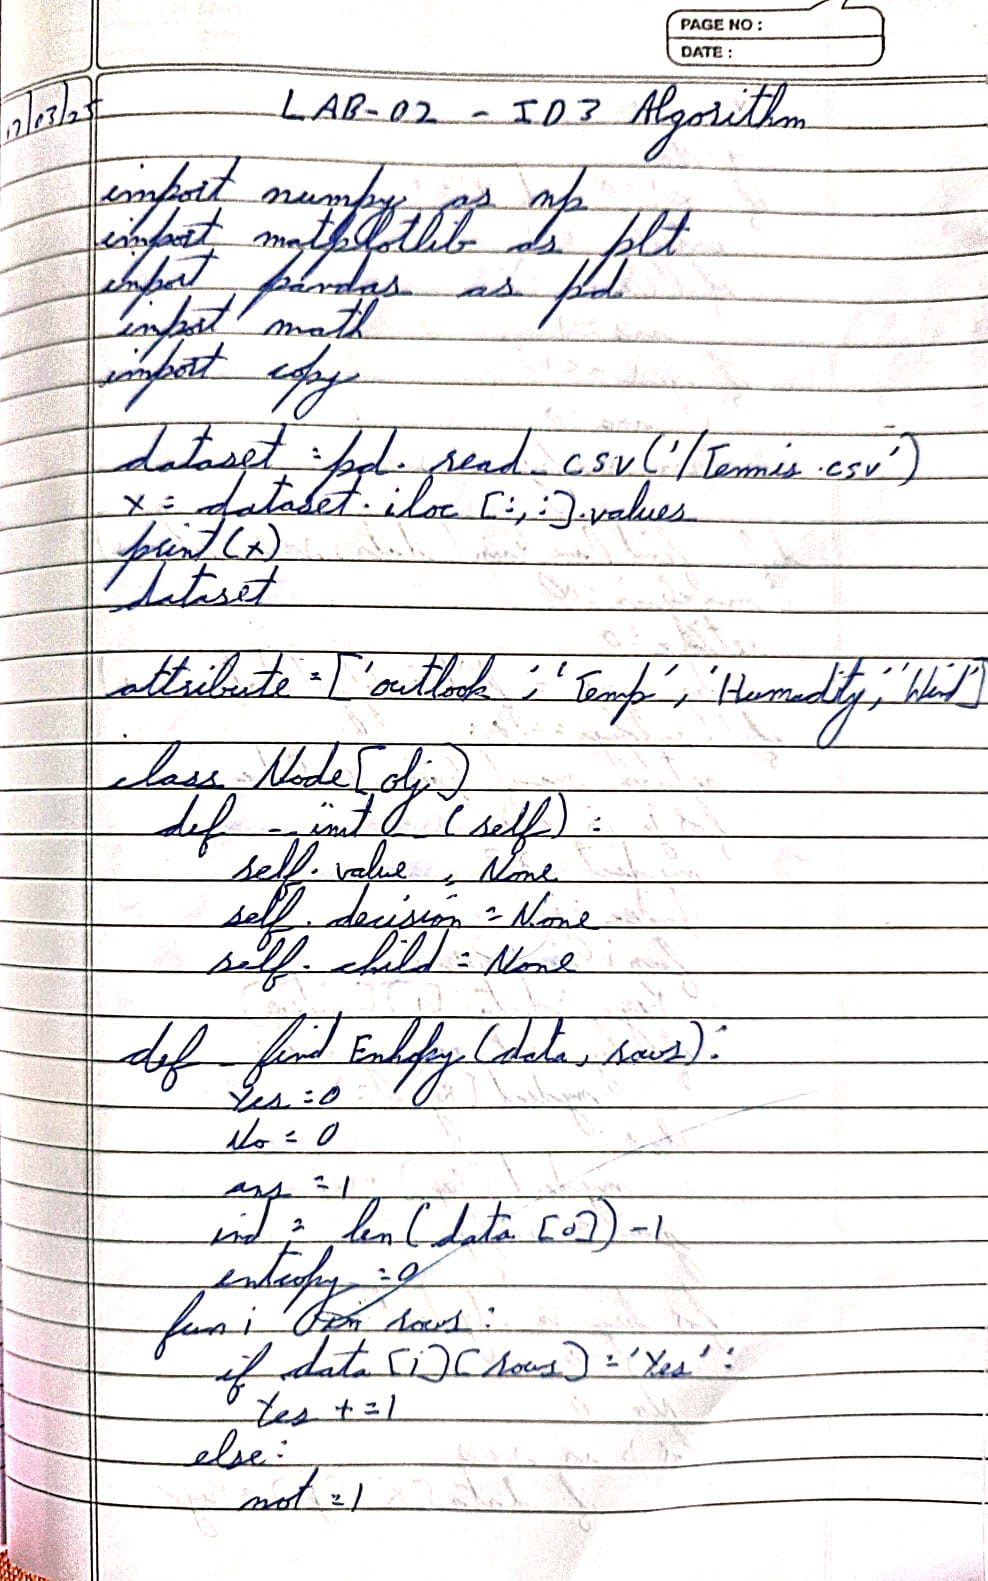 PAGE NO :
DATE :
17/03/25
LAB-02 - ID3 Algorithm
import numpy as np
import matplotlib as plt
import pandas as pd
import math
import copy
dataset = pd. read_csv('/Tennis.csv')
x = dataset.iloc [:,:].values
print(x)
dataset
attribute = ['outlook', 'Temp', 'Humadity', 'Wind']
class Node[obj]
def __init__(self):
self.value = None
self.decision = None
self.child = None
def find Entropy(data, rows):
Yes = 0
No = 0
ans = 1
ind = len(data [0])-1
entropy = 0
fun i in rows:
if data [i][rows] = 'Yes':
Yes +=1
else:
not =1